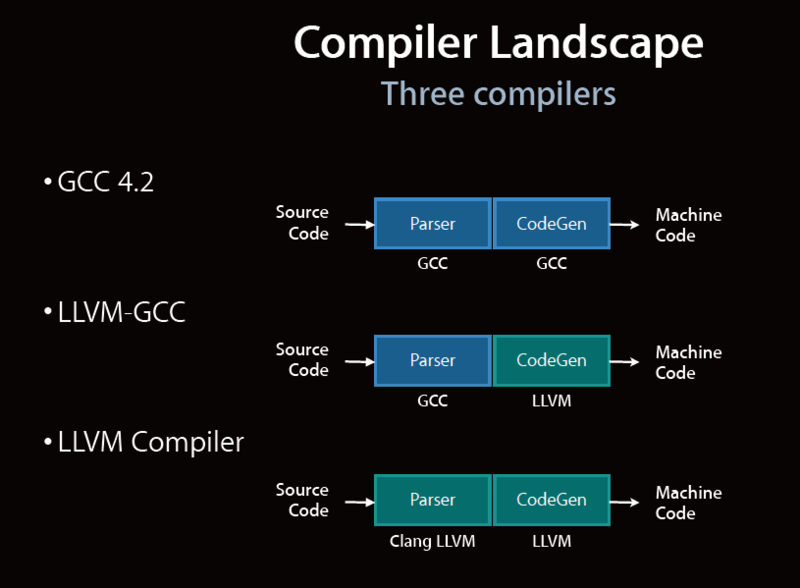 Compiler Landscape
Three compilers
• GCC 4.2
Source
Code
Parser
CodeGen
Machine
Code
GCC
GCC
• LLVM-GCC
Source
Code
Parser
CodeGen
Machine
Code
GCC
LLVM
• LLVM Compiler
Source
Code
Parser
CodeGen
Machine
Code
Clang LLVM
LLVM